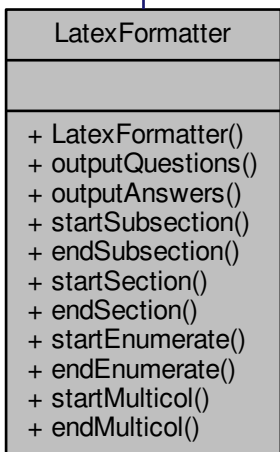 LatexFormatter
+ LatexFormatter()
+ outputQuestions()
+ outputAnswers()
+ startSubsection()
+ endSubsection()
+ startSection()
+ endSection()
+ startEnumerate()
+ endEnumerate()
+ startMulticol()
+ endMulticol()